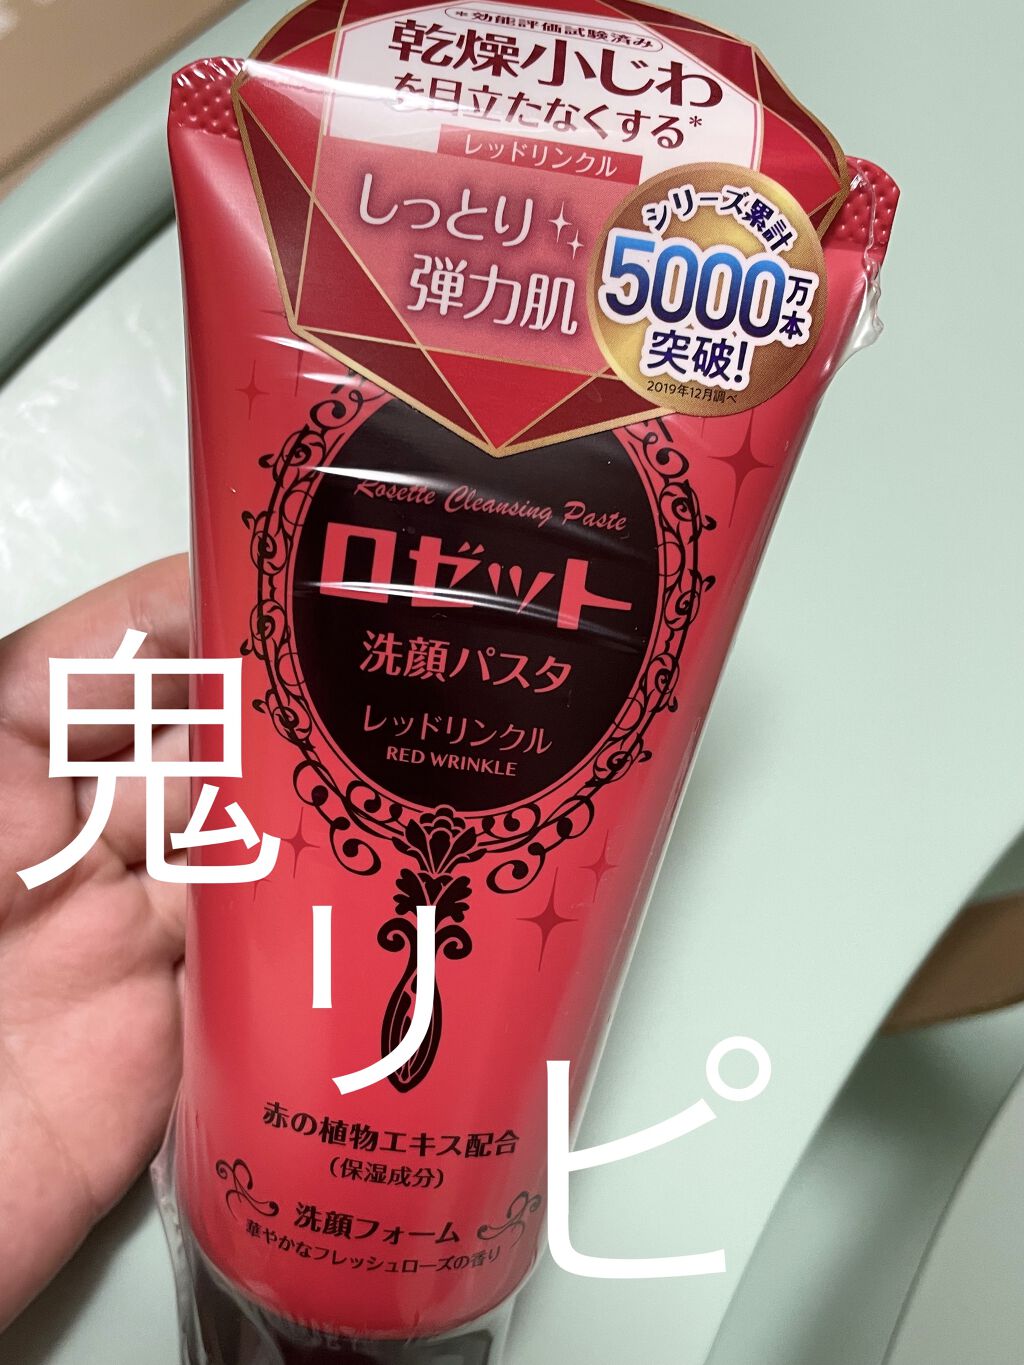 *効能評価試験済み
乾燥小じわ
を目立たなくする*
レッドリンクル
しっとり
弾力肌
シリーズ累計
5000万本
突破!
2019年12月調べ
Rosette Cleansing Paste
ロゼット
洗顔パスタ
レッドリンクル
RED WRINKLE
鬼
リ
ピ
赤の植物エキス配合
(保湿成分)
洗顔フォーム
華やかなフレッシュローズの香り